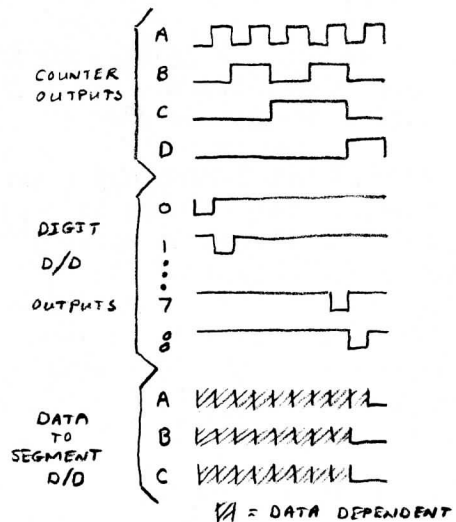 A
COUNTER
OUTPUTS
B
C
D
DIGIT
D/D
OUTPUTS
0
1
7
8
DATA
TO
SEGMENT
D/D
A
B
C
= DATA DEPENDENT